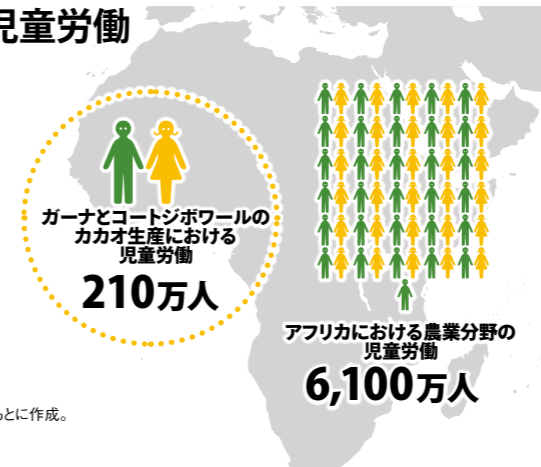 児童労働
ガーナとコートジボワールの
カカオ生産における
児童労働
210万人
アフリカにおける農業分野の
児童労働
6,100万人
とに作成。